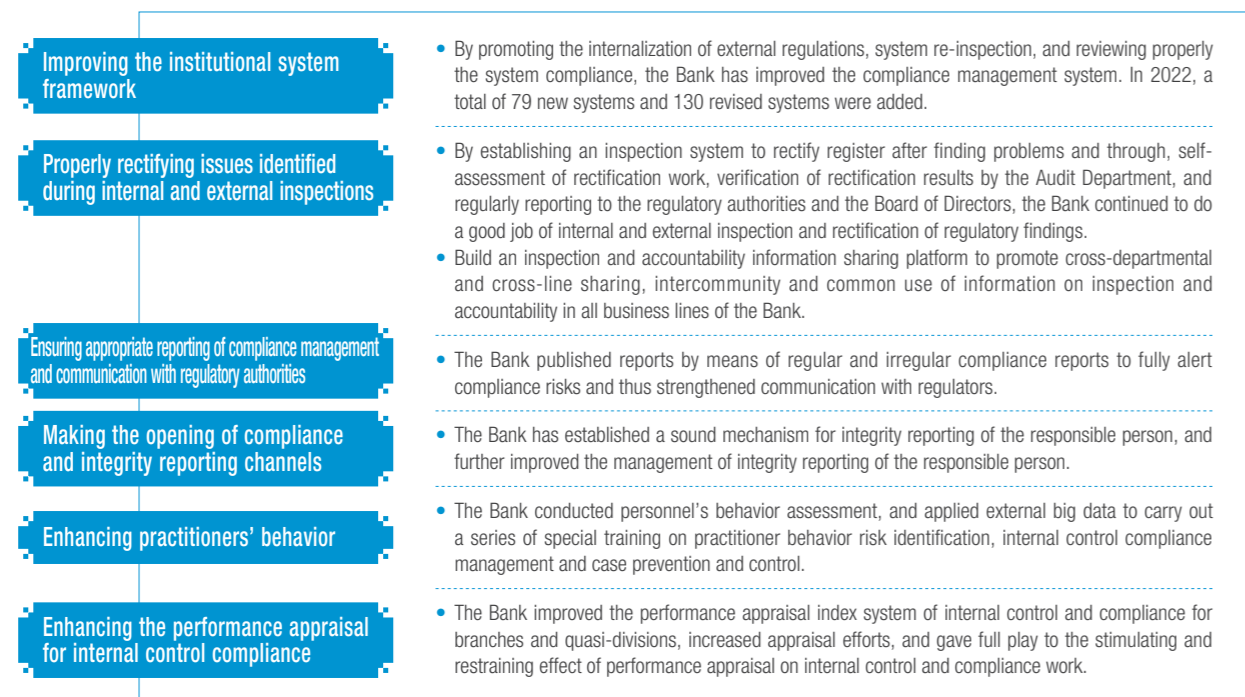 Improving the institutional system
framework
• By promoting the internalization of external regulations, system re-inspection, and reviewing properly
the system compliance, the Bank has improved the compliance management system. In 2022, a
total of 79 new systems and 130 revised systems were added.
Properly rectifying issues identified
during internal and external inspections
• By establishing an inspection system to rectify register after finding problems and through, self-
assessment of rectification work, verification of rectification results by the Audit Department, and
regularly reporting to the regulatory authorities and the Board of Directors, the Bank continued to do
a good job of internal and external inspection and rectification of regulatory findings.
• Build an inspection and accountability information sharing platform to promote cross-departmental
and cross-line sharing, intercommunity and common use of information on inspection and
accountability in all business lines of the Bank.
Ensuring appropriate reporting of compliance management
and communication with regulatory authorities
• The Bank published reports by means of regular and irregular compliance reports to fully alert
compliance risks and thus strengthened communication with regulators.
Making the opening of compliance
and integrity reporting channels
• The Bank has established a sound mechanism for integrity reporting of the responsible person, and
further improved the management of integrity reporting of the responsible person.
Enhancing practitioners' behavior
• The Bank conducted personnel's behavior assessment, and applied external big data to carry out
a series of special training on practitioner behavior risk identification, internal control compliance
management and case prevention and control.
Enhancing the performance appraisal
for internal control compliance
• The Bank improved the performance appraisal index system of internal control and compliance for
branches and quasi-divisions, increased appraisal efforts, and gave full play to the stimulating and
restraining effect of performance appraisal on internal control and compliance work.